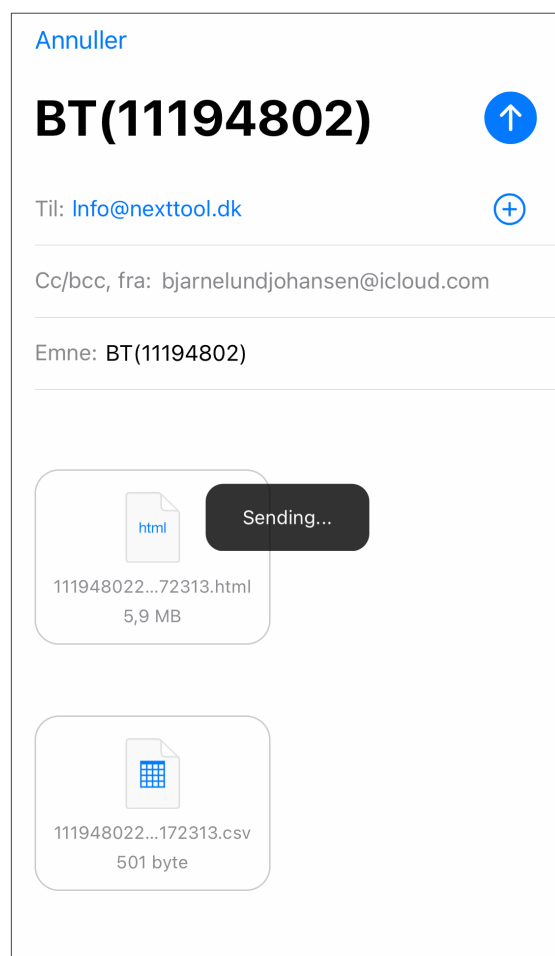 Annuller
BT(11194802)
Til: Info@nexttool.dk
Cc/bcc, fra: bjarnelundjohansen@icloud.com
Emne: BT(11194802)
html
Sending...
111948022...72313.html
5,9 MB
111948022...172313.csv
501 byte